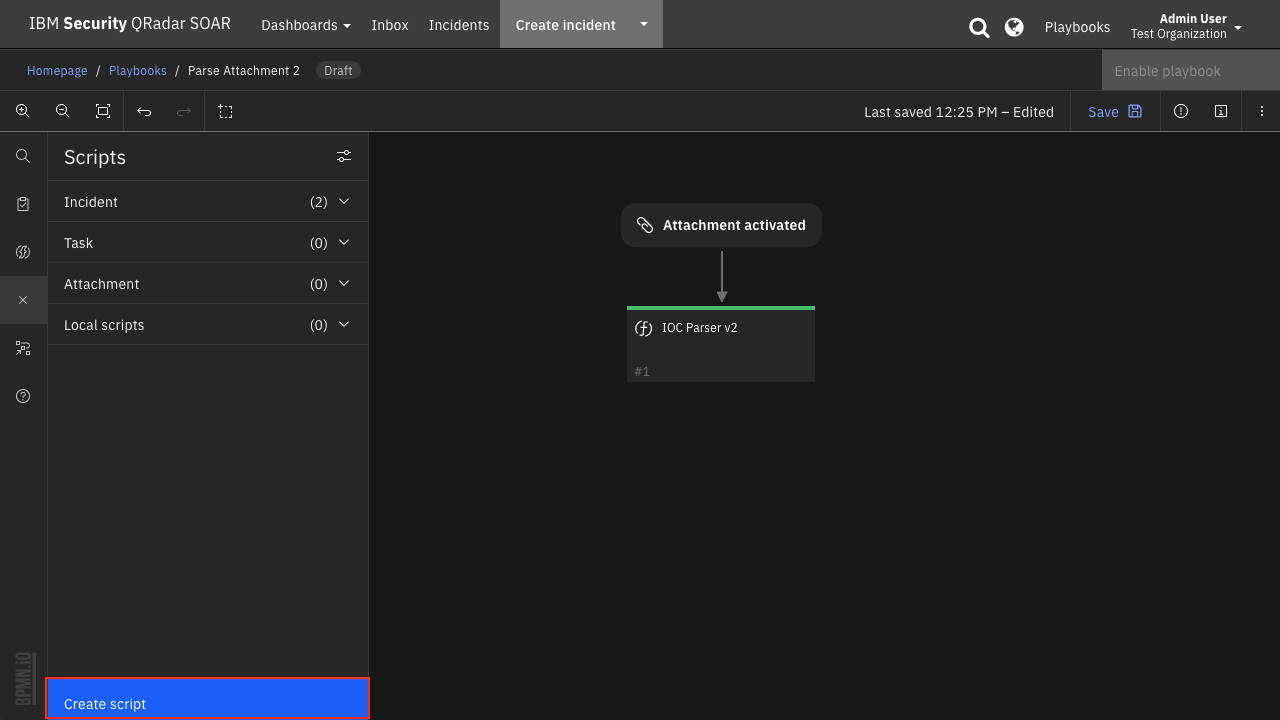 IBM Security QRadar SOAR Dashboards Inbox Incidents Create incident Playbooks Admin User
Test Organization
Homepage / Playbooks / Parse Attachment 2 Draft Enable playbook
Last saved 12:25 PM – Edited Save
Scripts
Incident (2)
Task (0)
Attachment (0)
Local scripts (0)
Attachment activated
IOC Parser v2
#1
BPMN.iO
Create script